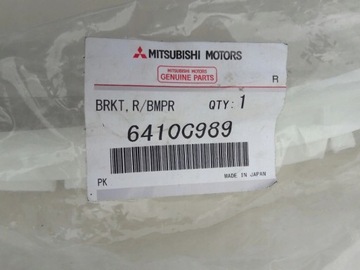 MITSUBISHI MOTORS
MITSUBISHI MOTORS
GENUINE PARTS
R
BRKT,R/BMPR QTY:1
6410C989
PK MADE IN JAPAN